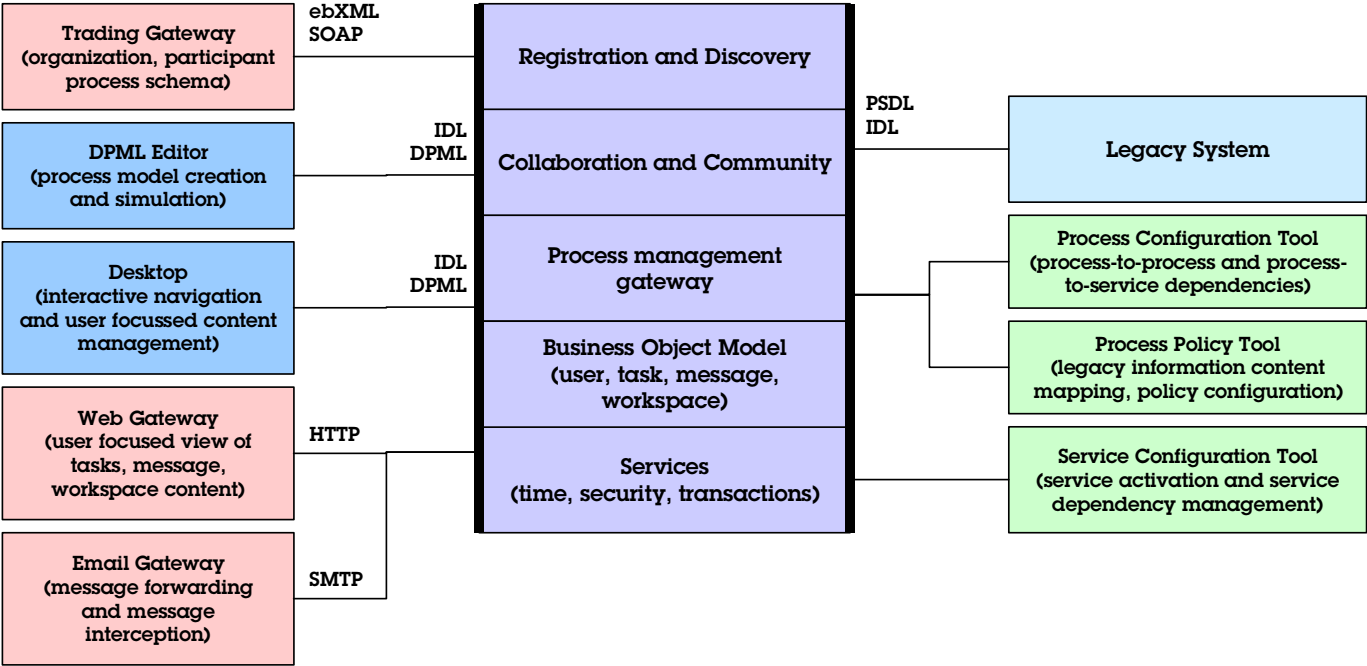 Trading Gateway
(organization, participant
process schema)
ebXML
SOAP
DPML Editor
(process model creation
and simulation)
IDL
DPML
Desktop
(interactive navigation
and user focussed content
management)
IDL
DPML
Web Gateway
(user focused view of
tasks, message,
workspace content)
HTTP
Email Gateway
(message forwarding
and message
interception)
SMTP
Registration and Discovery
Collaboration and Community
Process management
gateway
Business Object Model
(user, task, message,
workspace)
Services
(time, security, transactions)
PSDL
IDL
Legacy System
Process Configuration Tool
(process-to-process and process-
to-service dependencies)
Process Policy Tool
(legacy information content
mapping, policy configuration)
Service Configuration Tool
(service activation and service
dependency management)